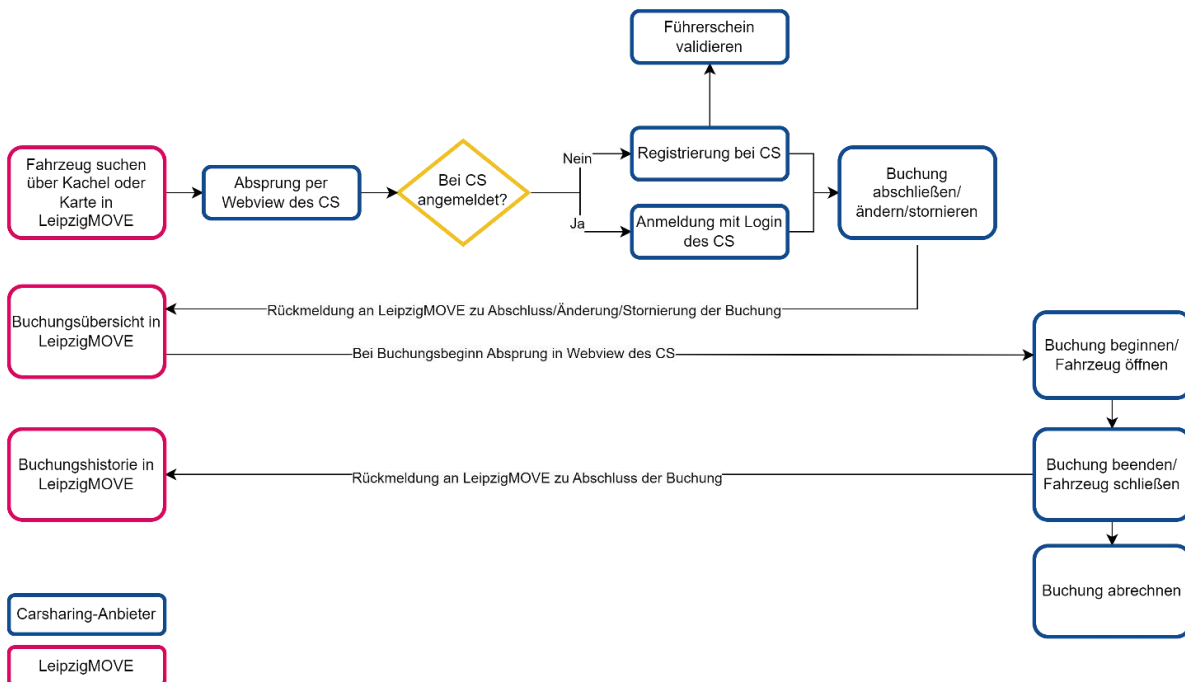 Führerschein
validieren
Fahrzeug suchen
über Kachel oder
Karte in
LeipzigMOVE
Absprung per
Webview des CS
Bei CS
angemeldet?
Nein
Ja
Registrierung bei CS
Anmeldung mit Login
des CS
Buchung
abschließen/
ändern/stornieren
Rückmeldung an LeipzigMOVE zu Abschluss/Änderung/Stornierung der Buchung
Buchungsübersicht in
LeipzigMOVE
Bei Buchungsbeginn Absprung in Webview des CS
Buchung beginnen/
Fahrzeug öffnen
Buchungshistorie in
LeipzigMOVE
Rückmeldung an LeipzigMOVE zu Abschluss der Buchung
Buchung beenden/
Fahrzeug schließen
Buchung abrechnen
Carsharing-Anbieter
LeipzigMOVE